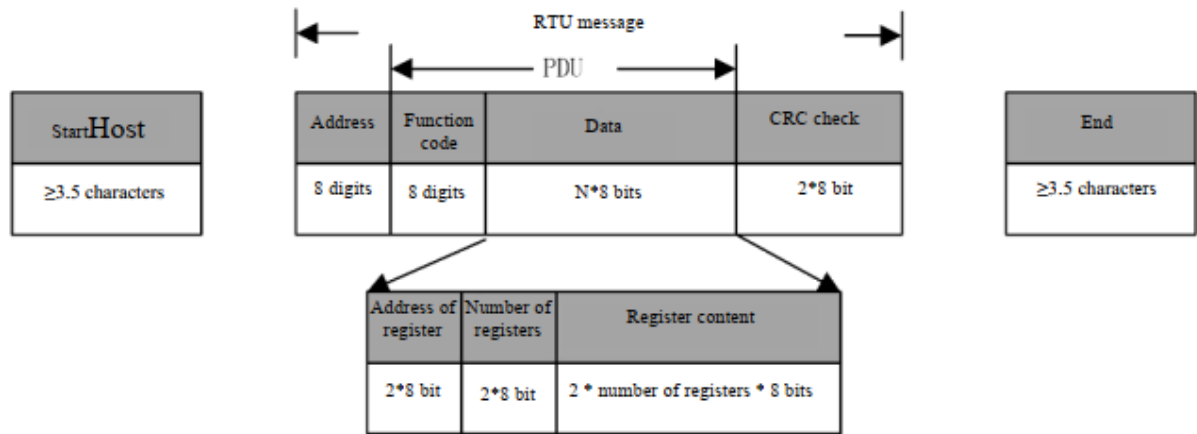 RTU message
PDU
StartHost
Address
Function
code
Data
CRC check
End
≥3.5 characters
8 digits
8 digits
N*8 bits
2*8 bit
≥3.5 characters
Address of
register
Number of
registers
Register content
2*8 bit
2*8 bit
2 * number of registers * 8 bits